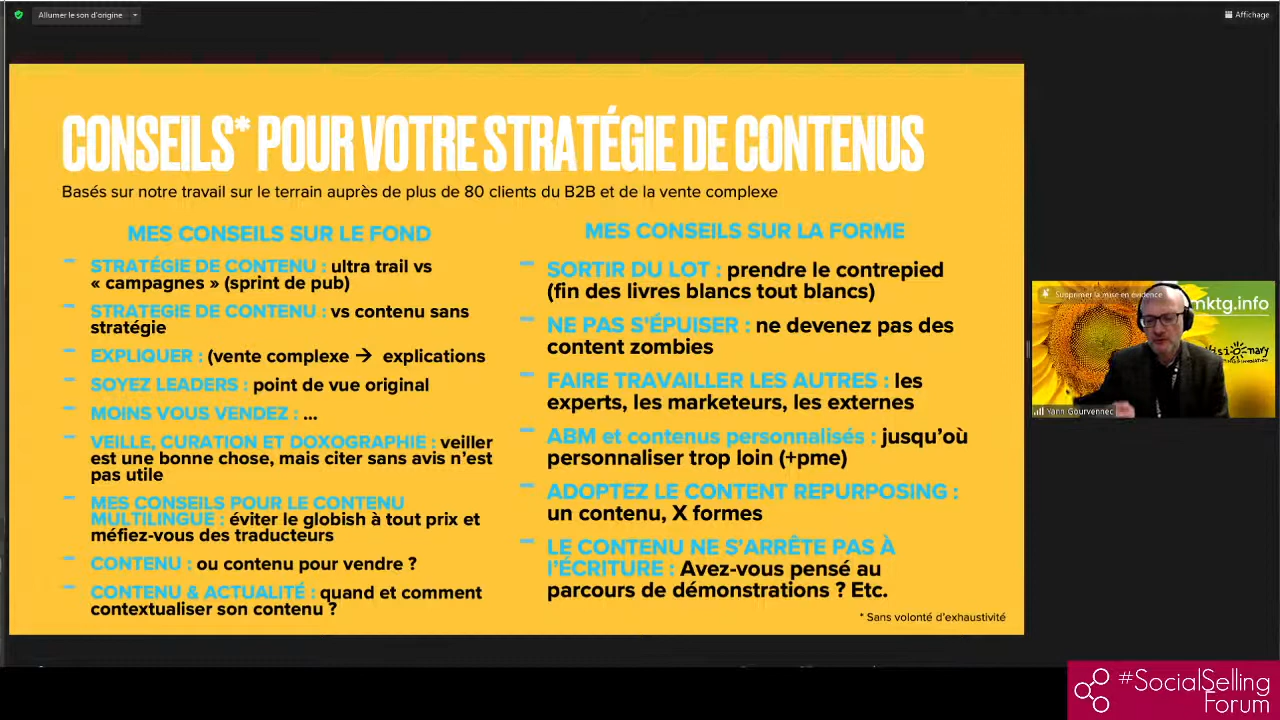 Allumer le son d'origine
Affichage
CONSEILS* POUR VOTRE STRATÉGIE DE CONTENUS
Basés sur notre travail sur le terrain auprès de plus de 80 clients du B2B et de la vente complexe
MES CONSEILS SUR LE FOND
– STRATÉGIE DE CONTENU : ultra trail vs
« campagnes » (sprint de pub)
– STRATEGIE DE CONTENU : vs contenu sans
stratégie
– EXPLIQUER : (vente complexe → explications
– SOYEZ LEADERS : point de vue original
– MOINS VOUS VENDEZ : ...
– VEILLE, CURATION ET DOXOGRAPHIE : veiller
est une bonne chose, mais citer sans avis n'est
pas utile
– MES CONSEILS POUR LE CONTENU
MULTILINGUE : éviter le globish à tout prix et
méfiez-vous des traducteurs
– CONTENU : ou contenu pour vendre ?
– CONTENU & ACTUALITÉ : quand et comment
contextualiser son contenu ?
MES CONSEILS SUR LA FORME
– SORTIR DU LOT : prendre le contrepied
(fin des livres blancs tout blancs)
– NE PAS S'ÉPUISER : ne devenez pas des
content zombies
– FAIRE TRAVAILLER LES AUTRES : les
experts, les marketeurs, les externes
– ABM et contenus personnalisés : jusqu'où
personnaliser trop loin (+pme)
– ADOPTEZ LE CONTENT REPURPOSING :
un contenu, X formes
– LE CONTENU NE S'ARRÊTE PAS À
l'ÉCRITURE : Avez-vous pensé au
parcours de démonstrations ? Etc.
* Sans volonté d'exhaustivité
Supprimer la mise en évidence
mktg.info
Yann Gourvennec
#SocialSelling
Forum